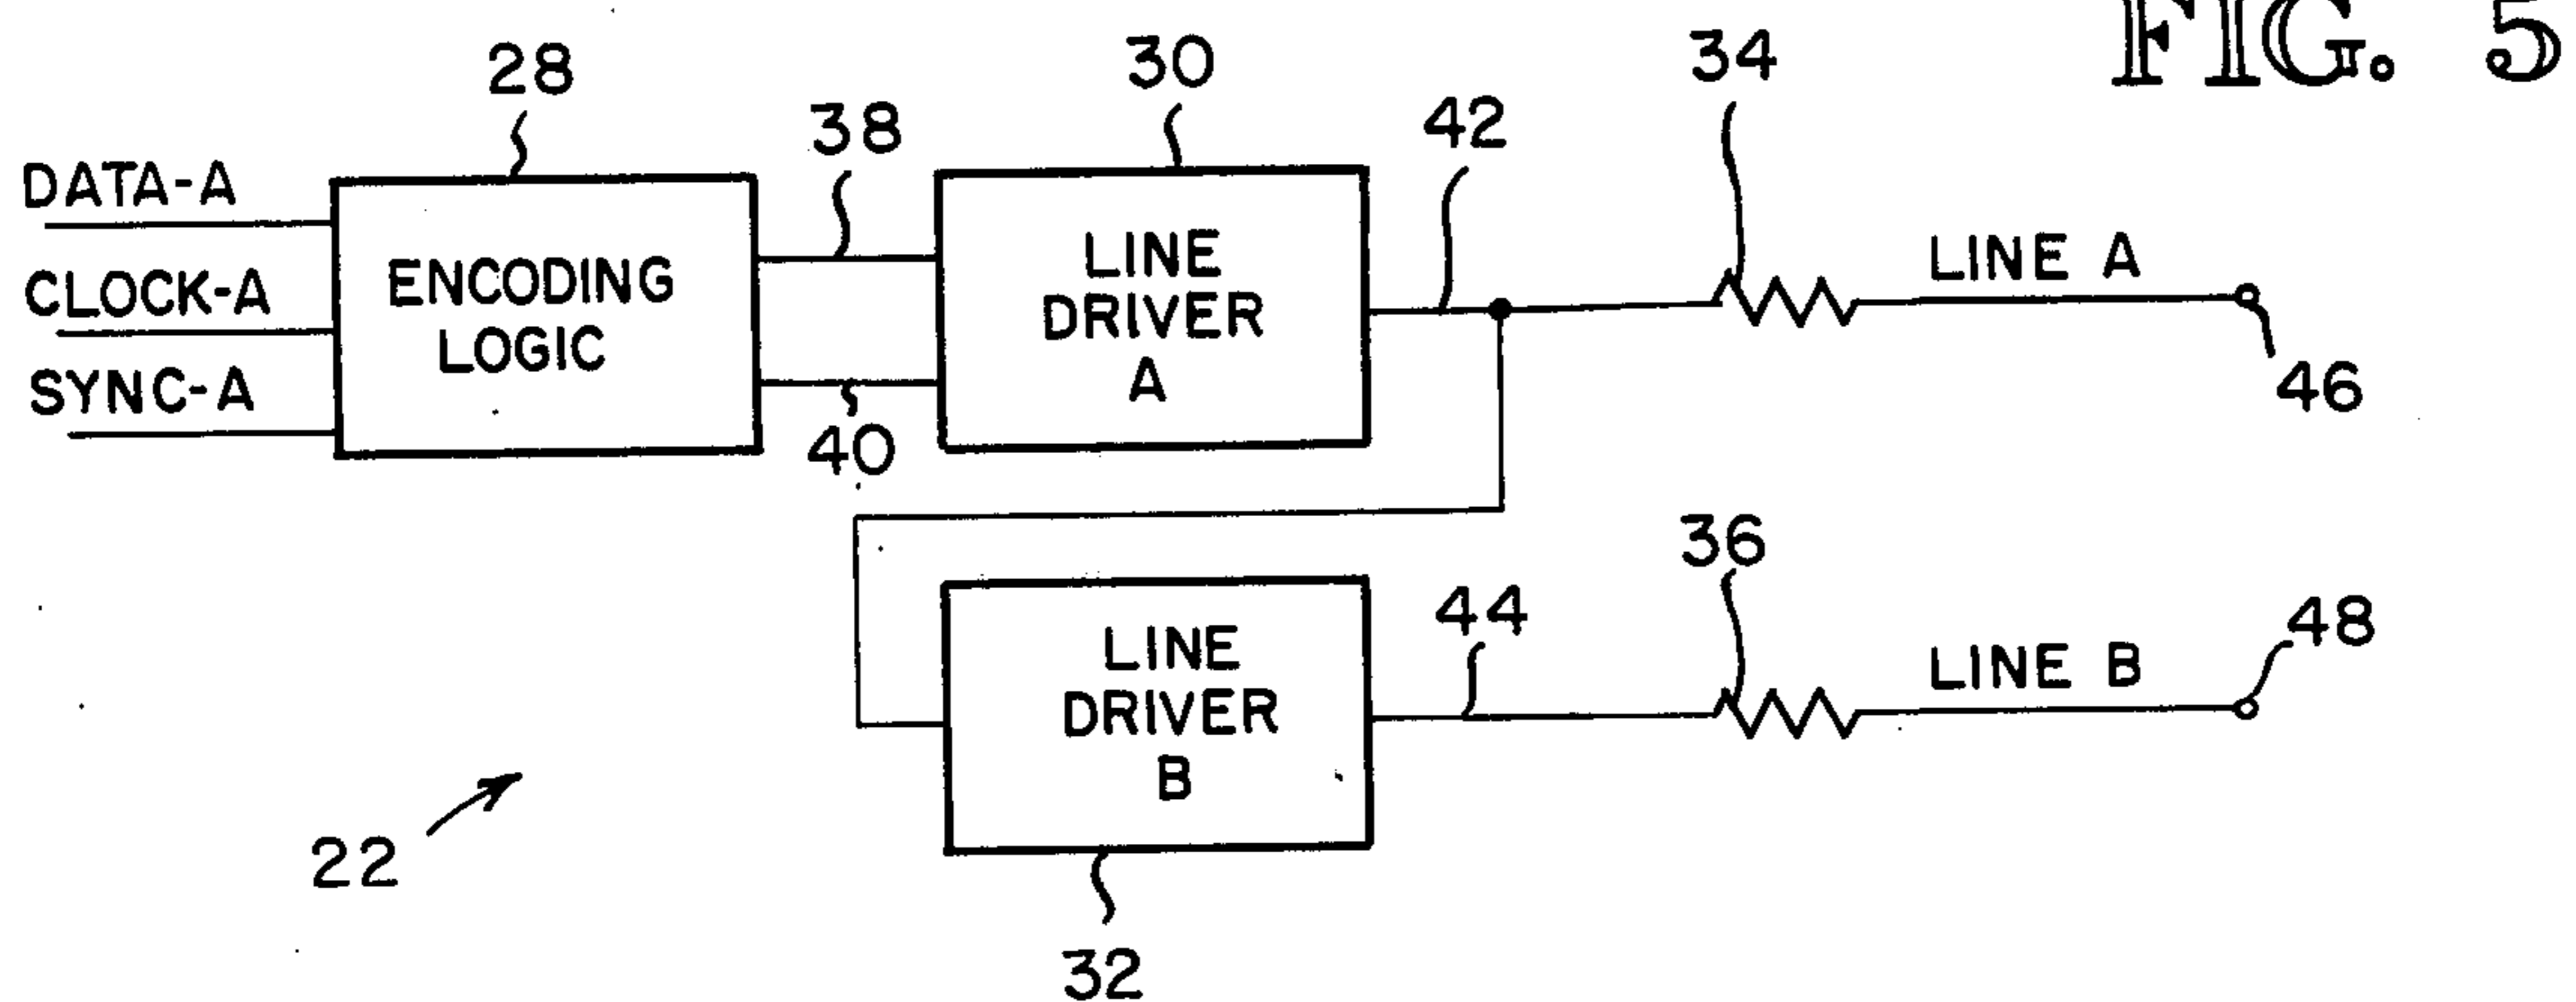 FIG. 5
28
30
34
38
42
DATA-A
CLOCK-A
SYNC-A
ENCODING
LOGIC
LINE
DRIVER
A
LINE A
46
40
36
44
48
LINE
DRIVER
B
LINE B
22
32